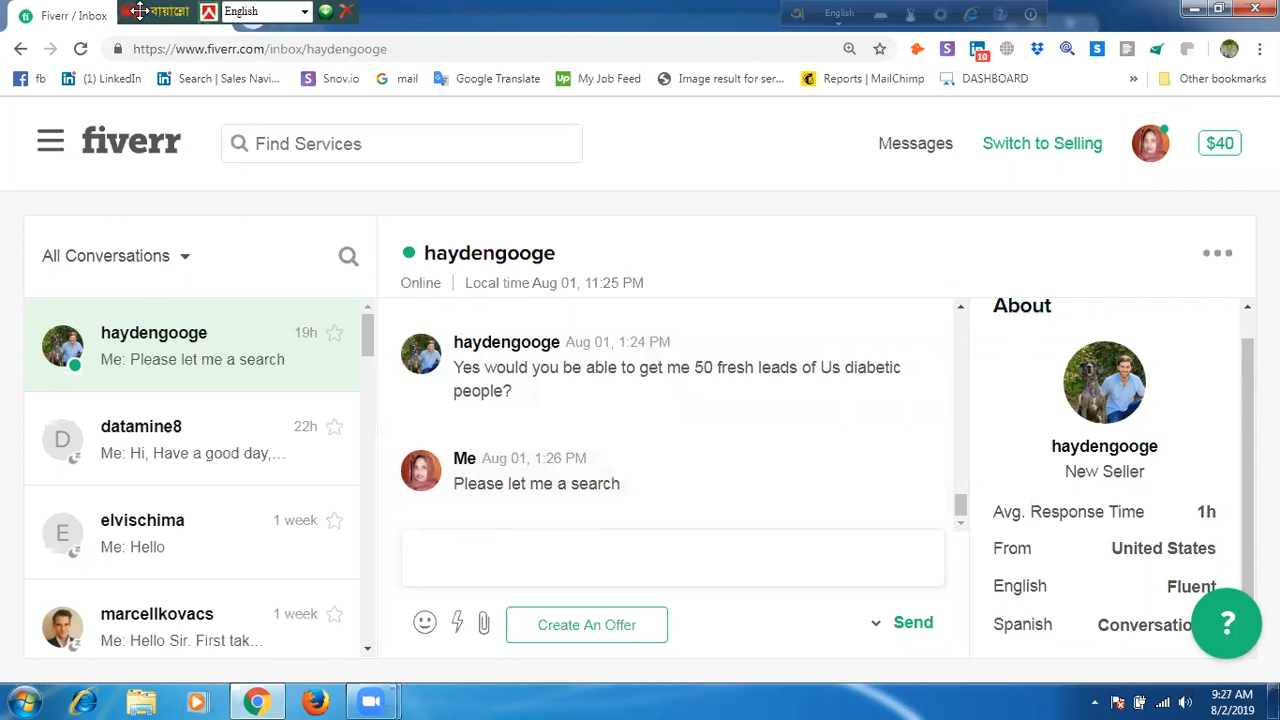 Fiverr / Inbox
English
English
https://www.fiverr.com/inbox/haydengooge
10
fb
(1) LinkedIn
Search | Sales Navi...
Snov.io
mail
Google Translate
My Job Feed
Image result for ser...
Reports | MailChimp
DASHBOARD
»
Other bookmarks
fiverr
Find Services
Messages
Switch to Selling
$40
All Conversations
haydengooge
Online
Local time Aug 01, 11:25 PM
haydengooge
19h
Me: Please let me a search
datamine8
22h
Me: Hi, Have a good day,...
elvischima
1 week
Me: Hello
marcellkovacs
1 week
Me: Hello Sir. First tak...
D
E
haydengooge Aug 01, 1:24 PM
Yes would you be able to get me 50 fresh leads of Us diabetic
people?
Me Aug 01, 1:26 PM
Please let me a search
Create An Offer
Send
About
haydengooge
New Seller
Avg. Response Time 1h
From United States
English Fluent
Spanish Conversatio
?
9:27 AM
8/2/2019